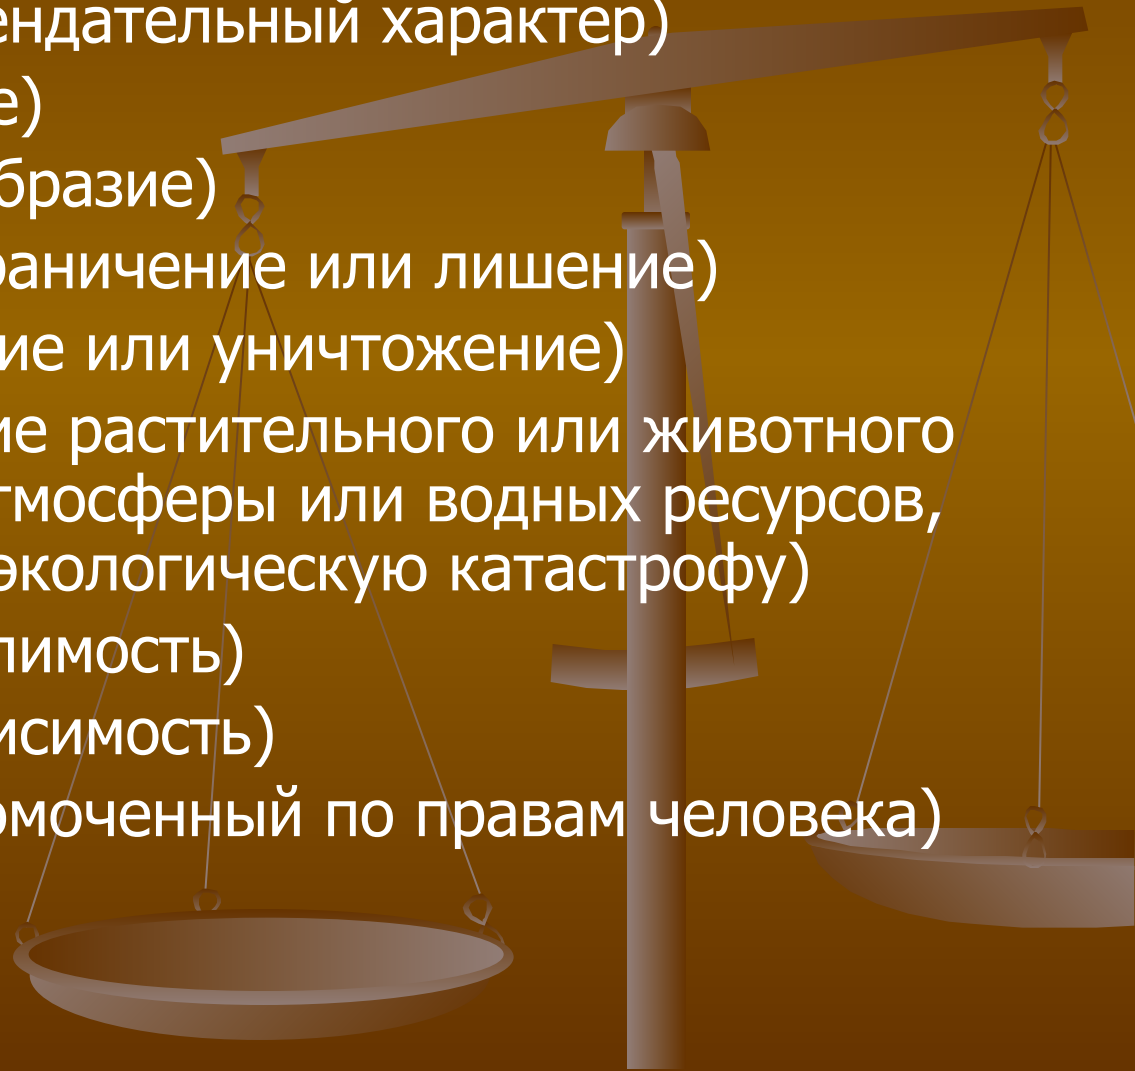 ендательный характер)
е)
бразие)
раничение или лишение)
ие или уничтожение)
ие растительного или животного
тмосферы или водных ресурсов,
экологическую катастрофу)
лимость)
исимость)
омоченный по правам человека)